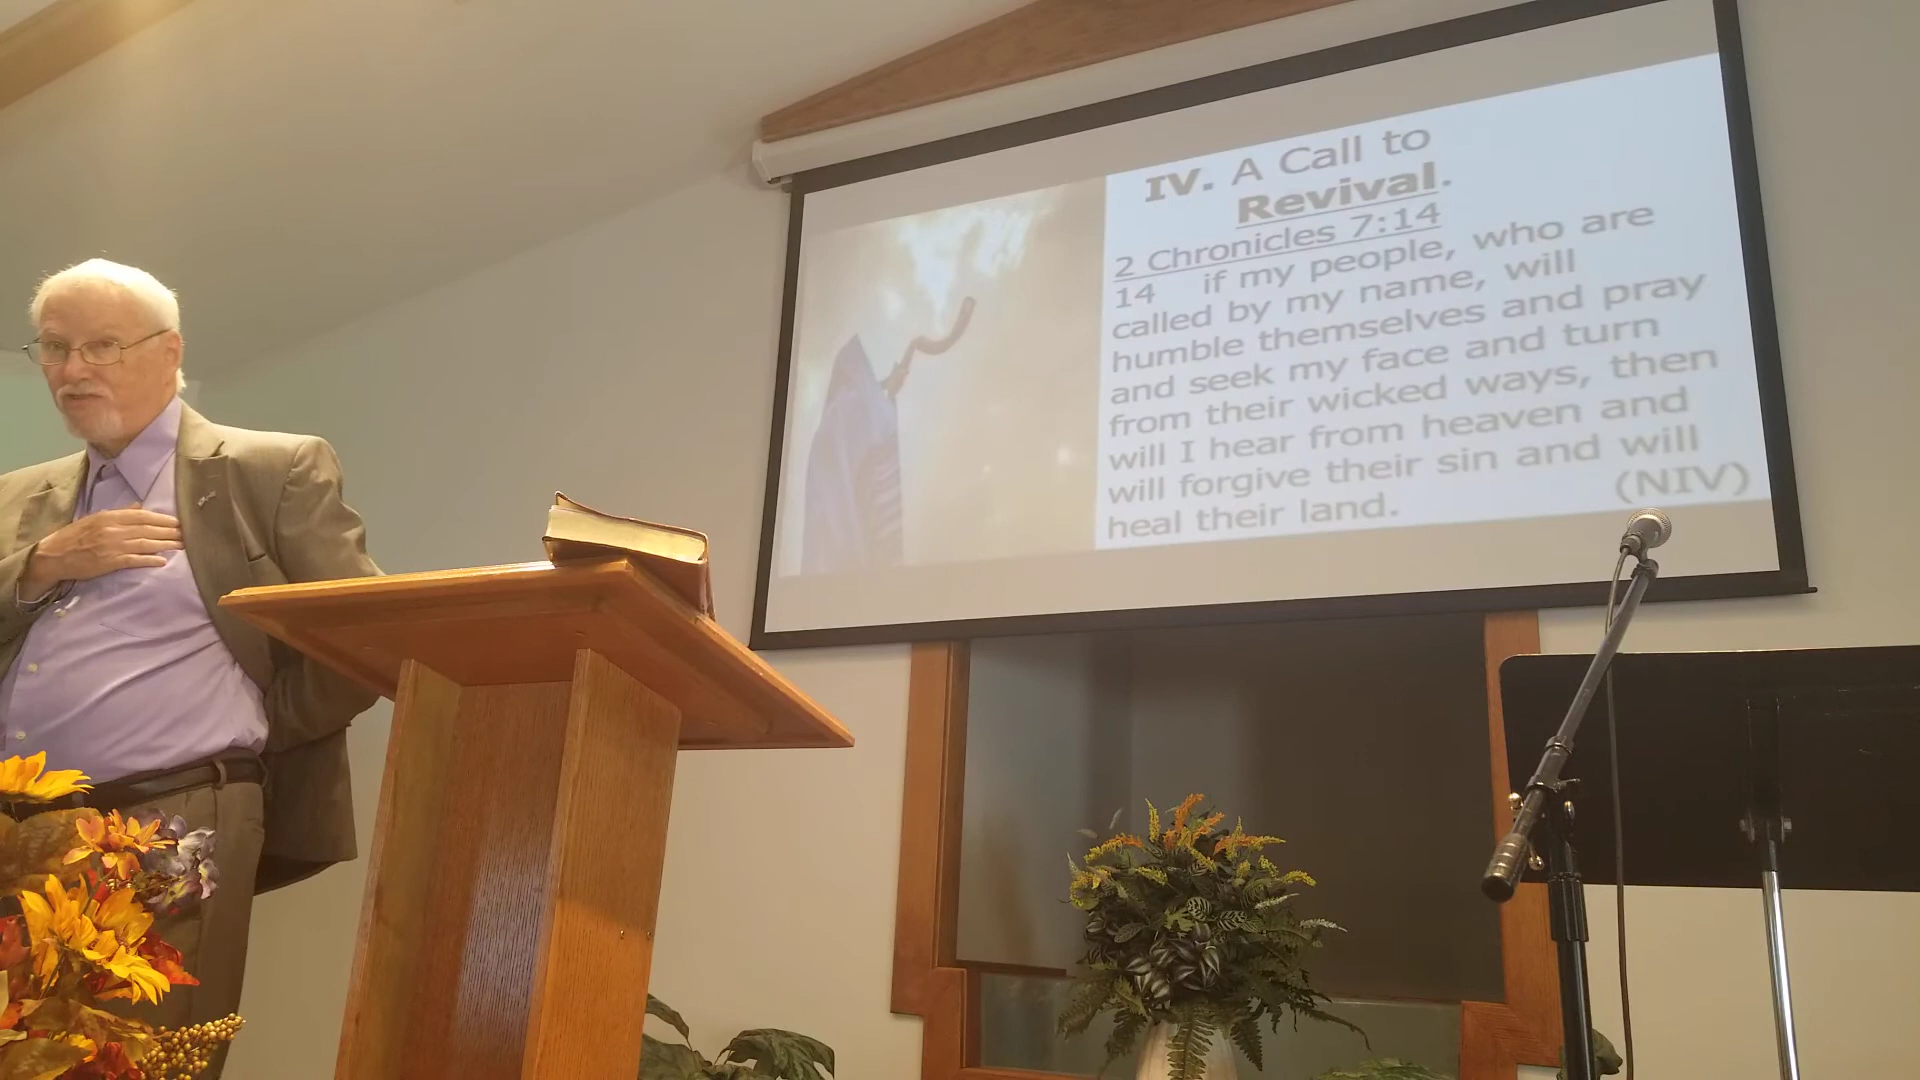 IV. A Call to
Revival.
2 Chronicles 7:14
14 if my people, who are
called by my name, will
humble themselves and pray
and seek my face and turn
from their wicked ways, then
will I hear from heaven and
will forgive their sin and will
heal their land. (NIV)